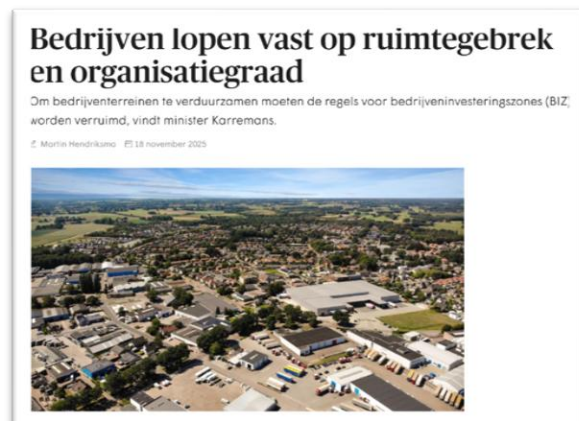 Bedrijven lopen vast op ruimtegebrek
en organisatiegraad
Om bedrijventerreinen te verduurzamen moeten de regels voor bedrijveninvesteringszones (BIZ)
worden verruimd, vindt minister Karremans.
Martin Hendriksma 18 november 2025